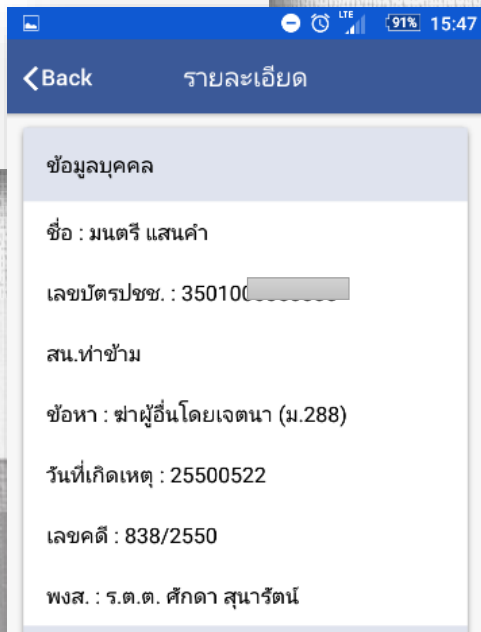 LTE 91% 15:47
Back รายละเอียด
ข้อมูลบุคคล
ชื่อ : มนตรี แสนคำ
เลขบัตรปชช. : 350100
สน.ท่าข้าม
ข้อหา : ฆ่าผู้อื่นโดยเจตนา (ม.288)
วันที่เกิดเหตุ : 25500522
เลขคดี : 838/2550
พงส. : ร.ต.ต. ศักดา สุนารัตน์